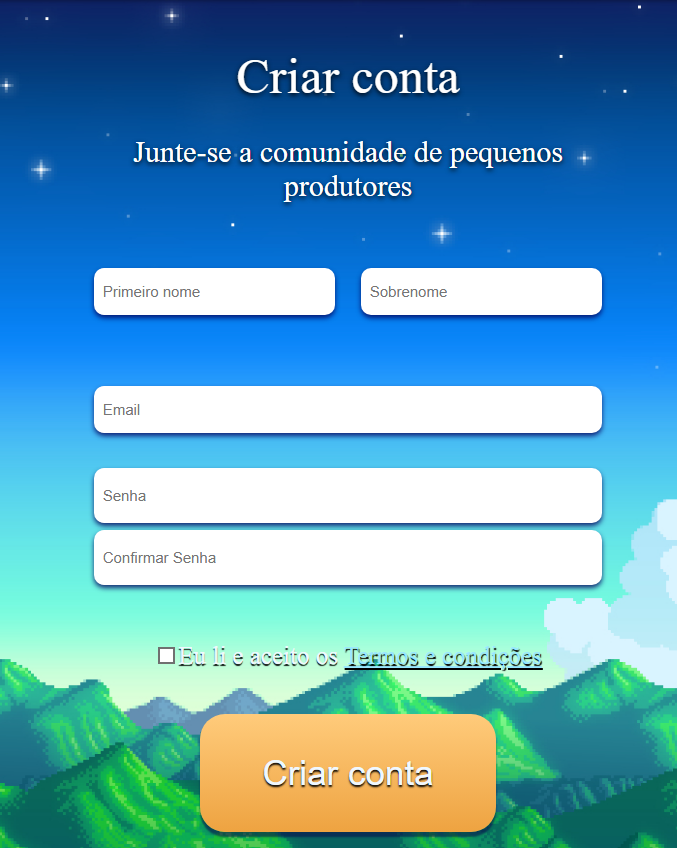 Criar conta
Junte-se a comunidade de pequenos
produtores
Primeiro nome
Sobrenome
Email
Senha
Confirmar Senha
Eu li e aceito os Termos e condições
Criar conta